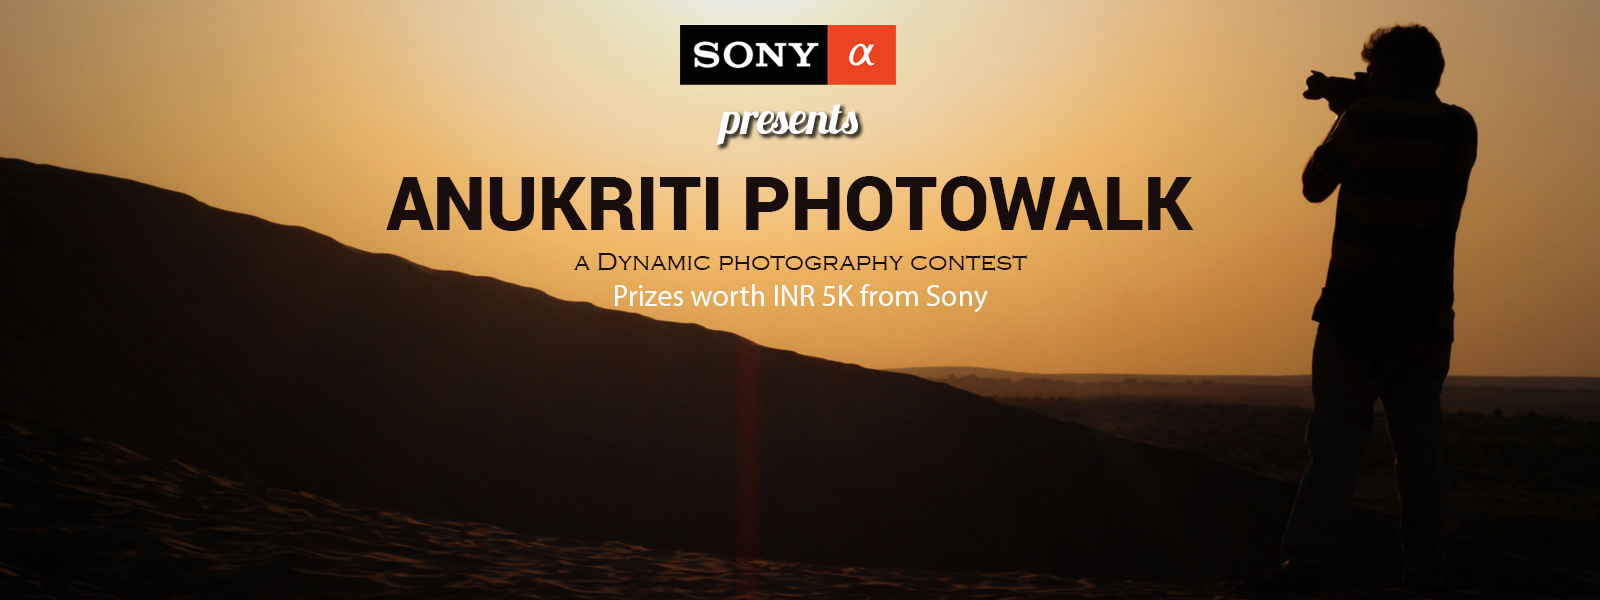 SONY α
presents
ANUKRITI PHOTOWALK
A DYNAMIC PHOTOGRAPHY CONTEST
Prizes worth INR 5K from Sony